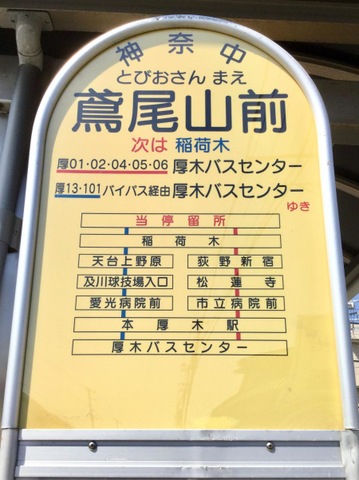 神奈中
とびおさん まえ
鳶尾山前
次は 稲荷木
厚01・02・04・05・06 厚木バスセンター
厚13・101 バイパス経由 厚木バスセンター
ゆき
当停留所
稲荷木
天台上野原 荻野新宿
及川球技場入口 松蓮寺
愛光病院前 市立病院前
本厚木駅
厚木バスセンター